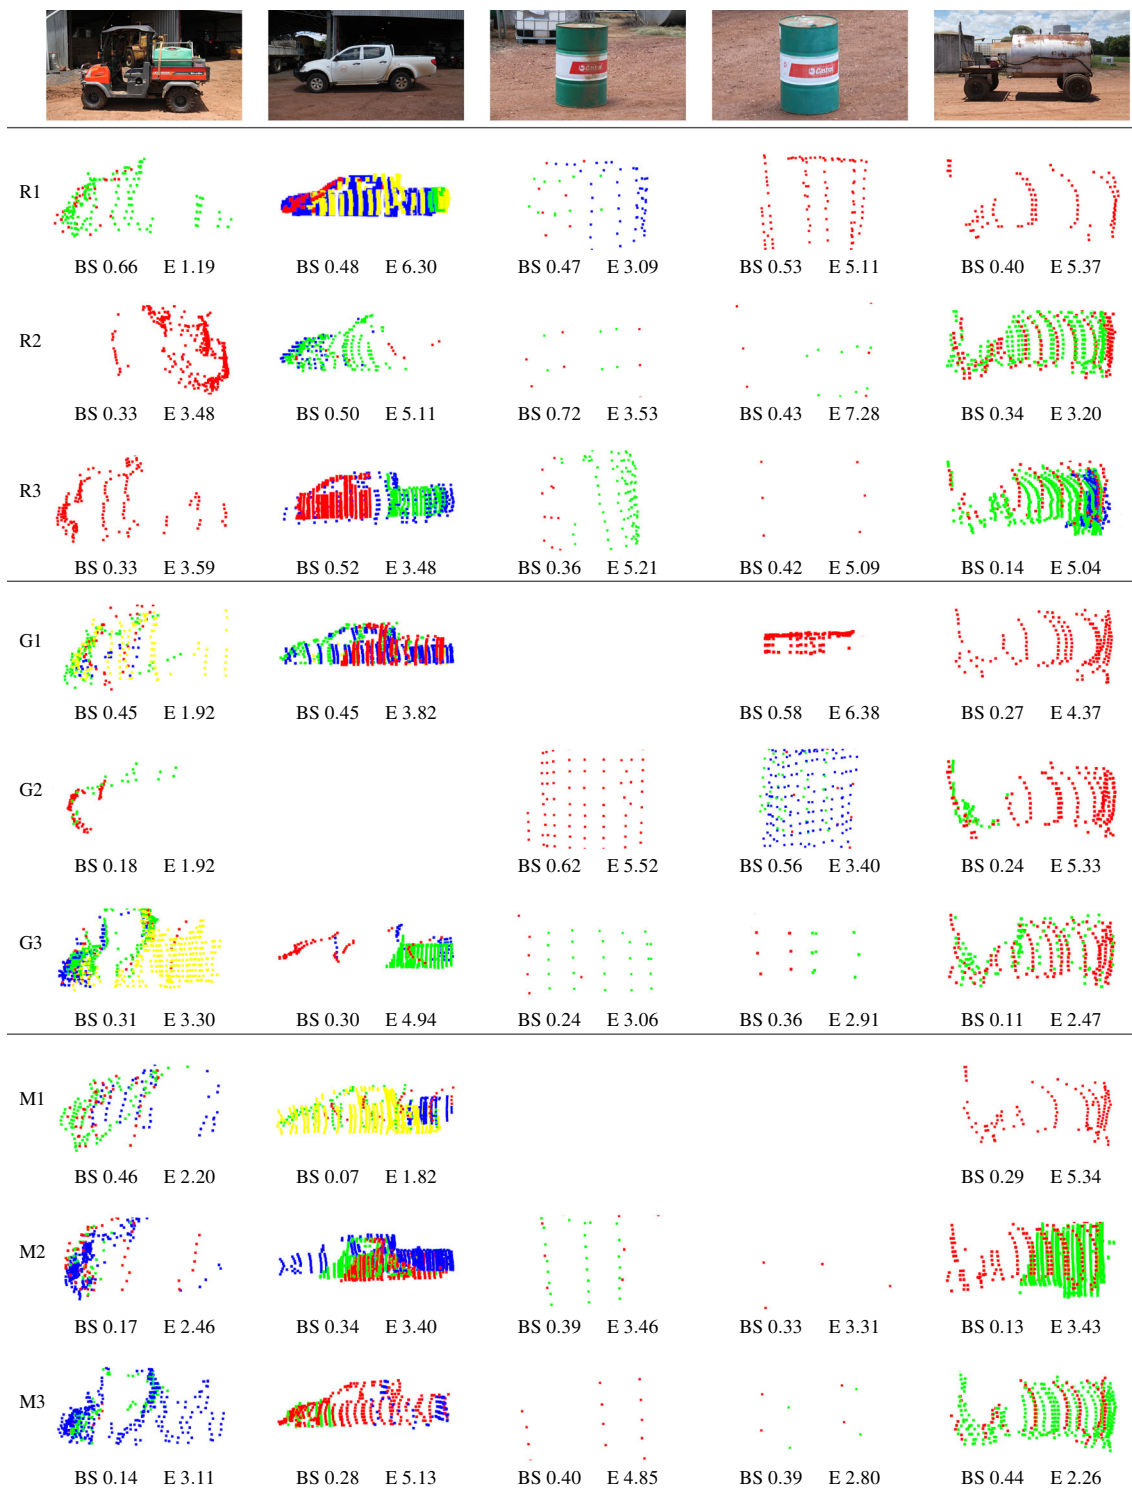 Castrol
Castrol
R1
BS 0.66 E 1.19 BS 0.48 E 6.30 BS 0.47 E 3.09 BS 0.53 E 5.11 BS 0.40 E 5.37
R2
BS 0.33 E 3.48 BS 0.50 E 5.11 BS 0.72 E 3.53 BS 0.43 E 7.28 BS 0.34 E 3.20
R3
BS 0.33 E 3.59 BS 0.52 E 3.48 BS 0.36 E 5.21 BS 0.42 E 5.09 BS 0.14 E 5.04
G1
BS 0.45 E 1.92 BS 0.45 E 3.82 BS 0.58 E 6.38 BS 0.27 E 4.37
G2
BS 0.18 E 1.92 BS 0.62 E 5.52 BS 0.56 E 3.40 BS 0.24 E 5.33
G3
BS 0.31 E 3.30 BS 0.30 E 4.94 BS 0.24 E 3.06 BS 0.36 E 2.91 BS 0.11 E 2.47
M1
BS 0.46 E 2.20 BS 0.07 E 1.82 BS 0.29 E 5.34
M2
BS 0.17 E 2.46 BS 0.34 E 3.40 BS 0.39 E 3.46 BS 0.33 E 3.31 BS 0.13 E 3.43
M3
BS 0.14 E 3.11 BS 0.28 E 5.13 BS 0.40 E 4.85 BS 0.39 E 2.80 BS 0.44 E 2.26